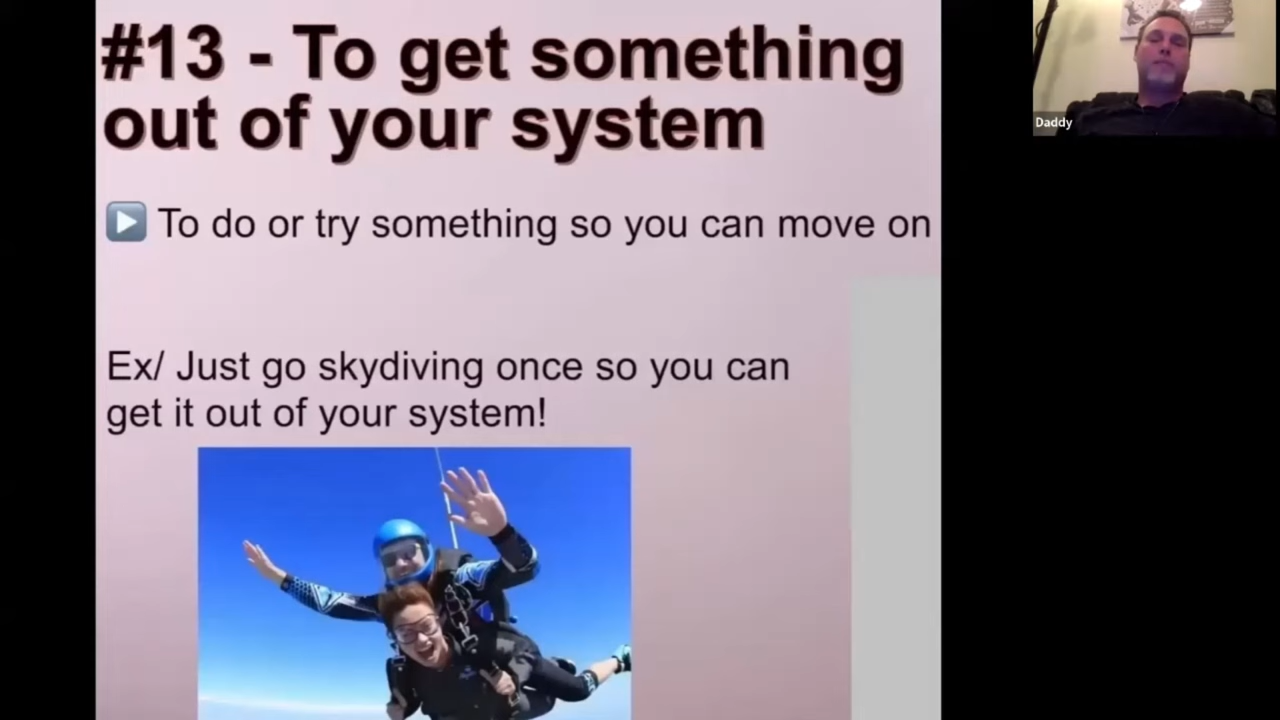 #13 - To get something
out of your system
To do or try something so you can move on
Ex/ Just go skydiving once so you can
get it out of your system!
Daddy